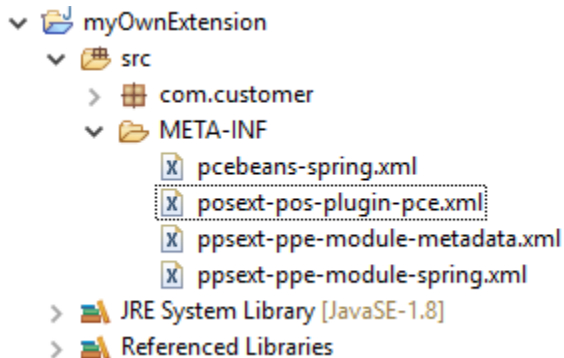 myOwnExtension
src
com.customer
META-INF
pcebeans-spring.xml
posext-pos-plugin-pce.xml
ppsext-ppe-module-metadata.xml
ppsext-ppe-module-spring.xml
JRE System Library [JavaSE-1.8]
Referenced Libraries